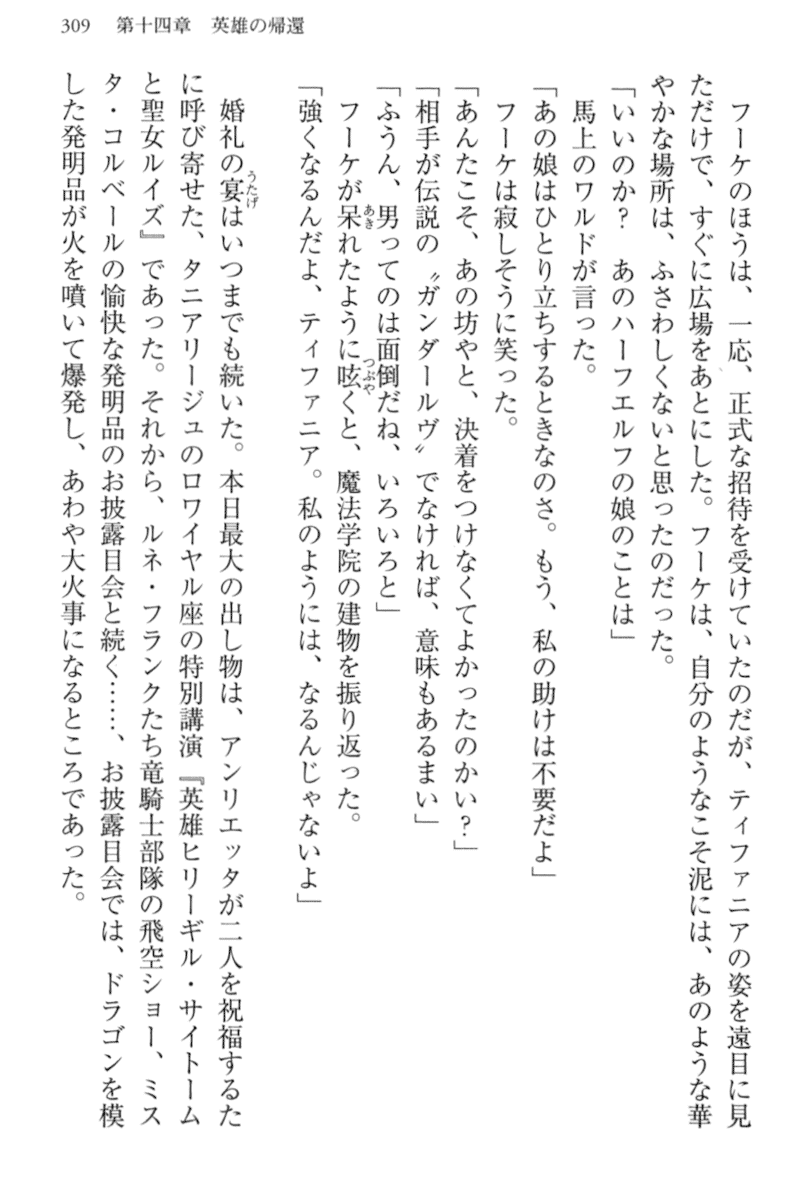 309　第十四章　英雄の帰還
　フーケのほうは、一応、正式な招待を受けていたのだが、ティファニアの姿を遠目に見
ただけで、すぐに広場をあとにした。フーケは、自分のようなこそ泥には、あのような華
やかな場所は、ふさわしくないと思ったのだった。
「いいのか？　あのハーフエルフの娘のことは」
　馬上のワルドが言った。
「あの娘はひとり立ちするときなのさ。もう、私の助けは不要だよ」
　フーケは寂しそうに笑った。
「あんたこそ、あの坊やと、決着をつけなくてよかったのかい？」
「相手が伝説の〝ガンダールヴ〟でなければ、意味もあるまい」
「ふうん、男ってのは面倒だね、いろいろと」
　フーケが呆れたように呟くと、魔法学院の建物を振り返った。
「強くなるんだよ、ティファニア。私のようには、なるんじゃないよ」
　婚礼の宴はいつまでも続いた。本日最大の出し物は、アンリエッタが二人を祝福するた
に呼び寄せた、タニアリージュのロワイヤル座の特別講演『英雄ヒリーギル・サイトーム
と聖女ルイズ』であった。それから、ルネ・フランクたち竜騎士部隊の飛空ショー、ミス
タ・コルベールの愉快な発明品のお披露目会と続く……、お披露目会では、ドラゴンを模
した発明品が火を噴いて爆発し、あわや大火事になるところであった。